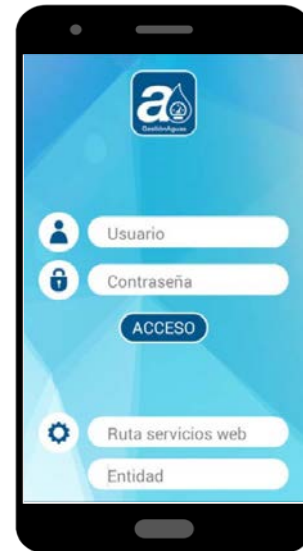 GestiónAguas
Usuario
Contraseña
ACCESO
Ruta servicios web
Entidad